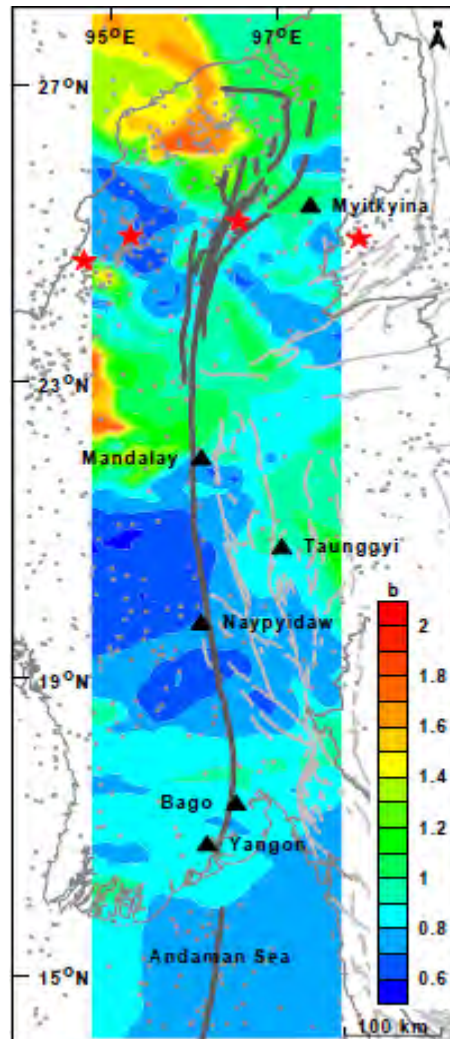 95°E 97°E
N
27°N
Myitkyina
23°N
Mandalay
Taunggyi
b
2
Naypyidaw
1.8
19°N
1.6
1.4
Bago
1.2
Yangon
1
0.8
Andaman Sea
15°N
0.6
100 km